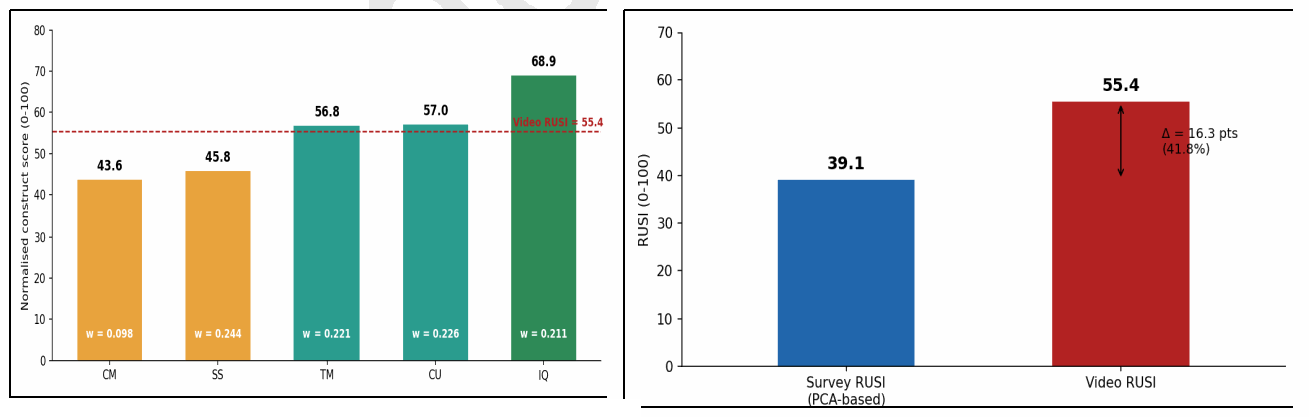 Normalised construct score (0-100)
80
70
60
50
40
30
20
10
0
43.6
45.8
56.8
57.0
68.9
Video RUSI = 55.4
w = 0.098
w = 0.244
w = 0.221
w = 0.226
w = 0.211
CM
SS
TM
CU
IQ
RUSI (0-100)
70
60
50
40
30
20
10
0
39.1
55.4
Δ = 16.3 pts
(41.8%)
Survey RUSI
(PCA-based)
Video RUSI